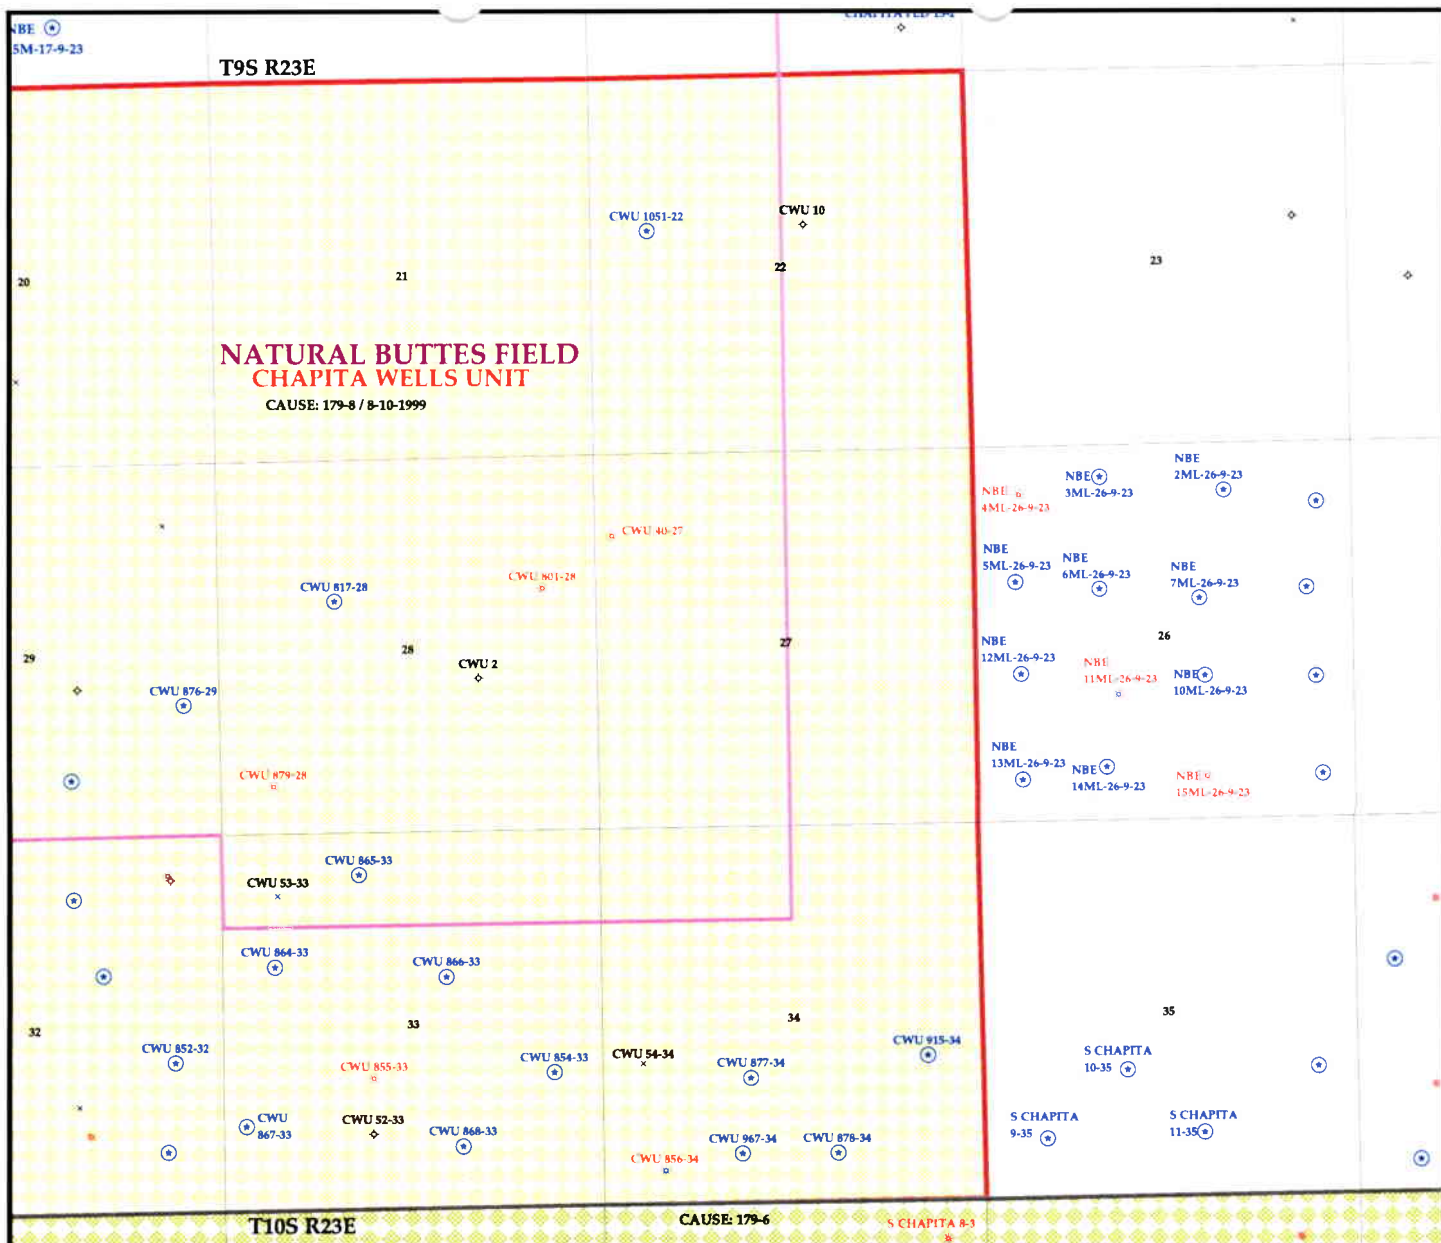 NBE
5M-17-9-23
T9S R23E
CWU 1051-22
CWU 10
20
21
22
23
NATURAL BUTTES FIELD
CHAPITA WELLS UNIT
CAUSE: 179-8 / 8-10-1999
NBE
4ML-26-9-23
NBE
3ML-26-9-23
NBE
2ML-26-9-23
CWU 40-27
CWU 801-28
CWU 817-28
NBE
5ML-26-9-23
NBE
6ML-26-9-23
NBE
7ML-26-9-23
29
28
27
26
CWU 2
CWU 876-29
NBE
12ML-26-9-23
NBE
11ML-26-9-23
NBE
10ML-26-9-23
CWU 879-28
NBE
13ML-26-9-23
NBE
14ML-26-9-23
NBE
15ML-26-9-23
CWU 865-33
CWU 53-33
CWU 864-33
CWU 866-33
32
33
34
35
CWU 852-32
CWU 855-33
CWU 854-33
CWU 54-34
CWU 877-34
CWU 915-34
S CHAPITA
10-35
CWU
867-33
CWU 52-33
CWU 868-33
CWU 856-34
CWU 967-34
CWU 878-34
S CHAPITA
9-35
S CHAPITA
11-35
T10S R23E
CAUSE: 179-6
S CHAPITA 8-3